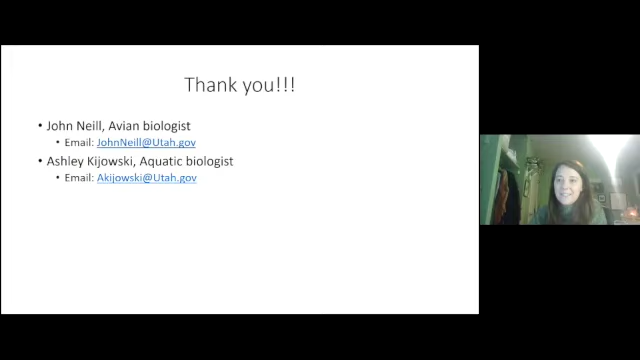 Thank you!!!
• John Neill, Avian biologist
• Email: JohnNeill@Utah.gov
• Ashley Kijowski, Aquatic biologist
• Email: Akijowski@Utah.gov